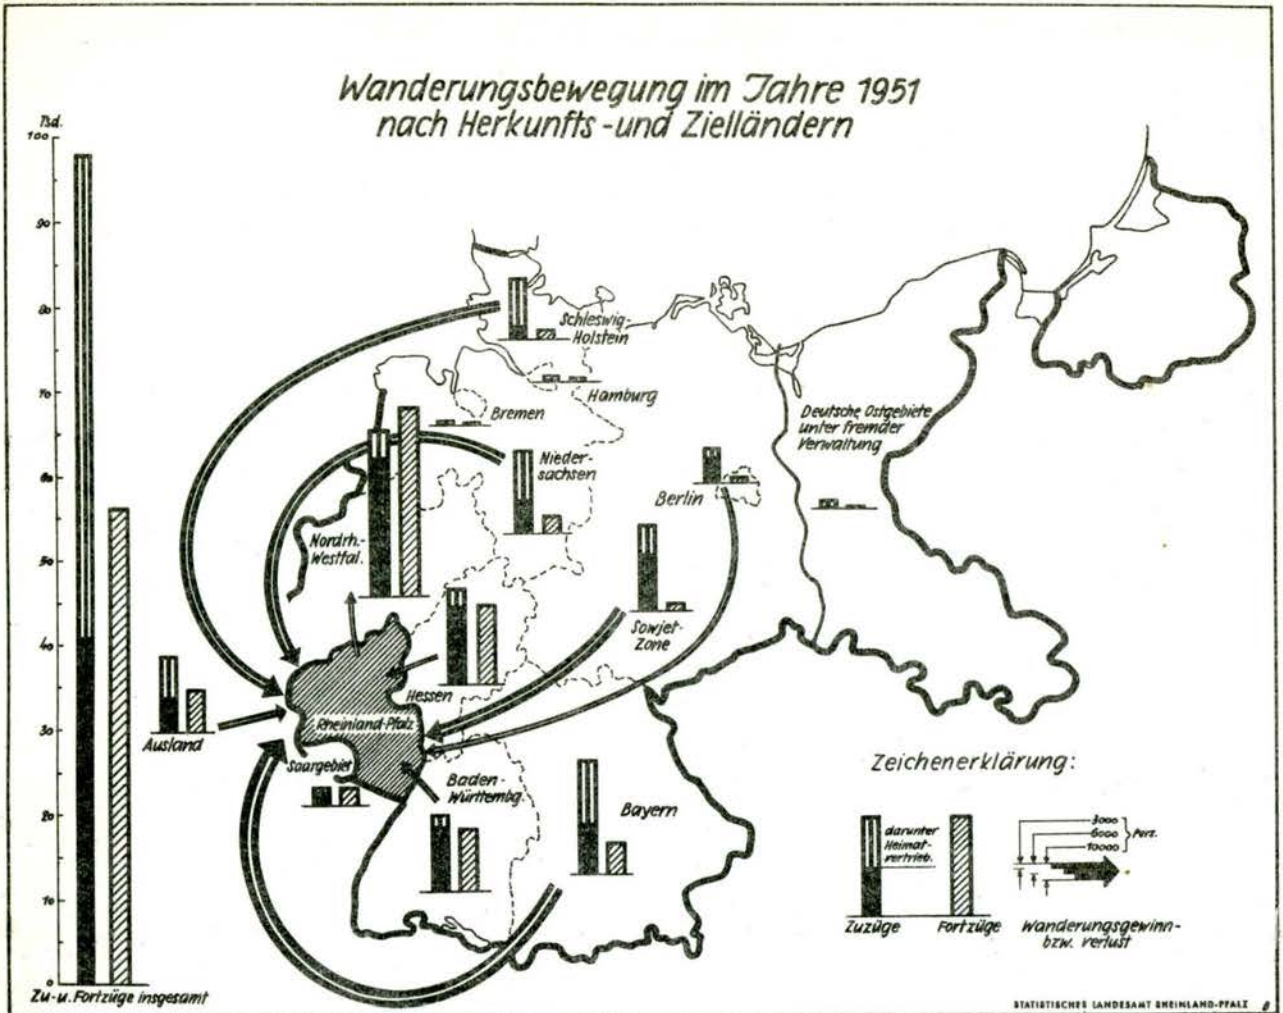 Wanderungsbewegung im Jahre 1951
nach Herkunfts-und Zielländern
Tsd.
100
90
80
70
60
50
40
30
20
10
0
Zu-u. Fortzüge insgesamt
Schleswig-
Holstein
Hamburg
Bremen
Nieder-
sachsen
Berlin
Deutsche Ostgebiete
unter fremder
Verwaltung
Nordrh.-
Westfal.
Sowjet-
Zone
Hessen
Rheinland-Pfalz
Ausland
Saargebiet
Baden-
Württembg.
Bayern
Zeichenerklärung:
darunter
Heimat-
vertrieb.
Zuzüge
Fortzüge
3000
6000
10000
Pers.
Wanderungsgewinn-
bzw. verlust
STATISTISCHES LANDESAMT RHEINLAND-PFALZ